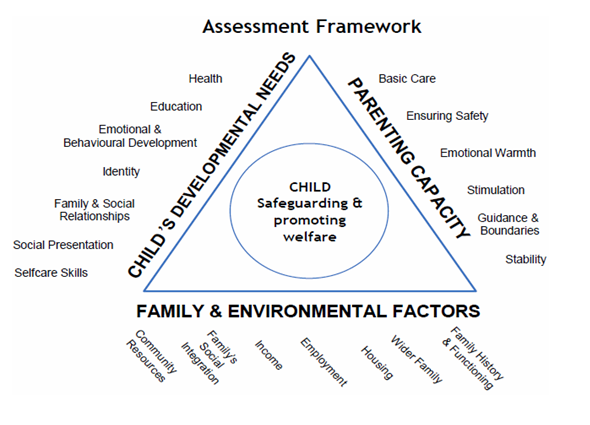 Assessment Framework
Health
Education
Emotional &
Behavioural Development
Identity
Family & Social
Relationships
Social Presentation
Selfcare Skills
CHILD'S DEVELOPMENTAL NEEDS
CHILD
Safeguarding &
promoting
welfare
PARENTING CAPACITY
Basic Care
Ensuring Safety
Emotional Warmth
Stimulation
Guidance &
Boundaries
Stability
FAMILY & ENVIRONMENTAL FACTORS
Community
Resources
Family's
Social
Integration
Income
Employment
Housing
Wider Family
Family History
& Functioning